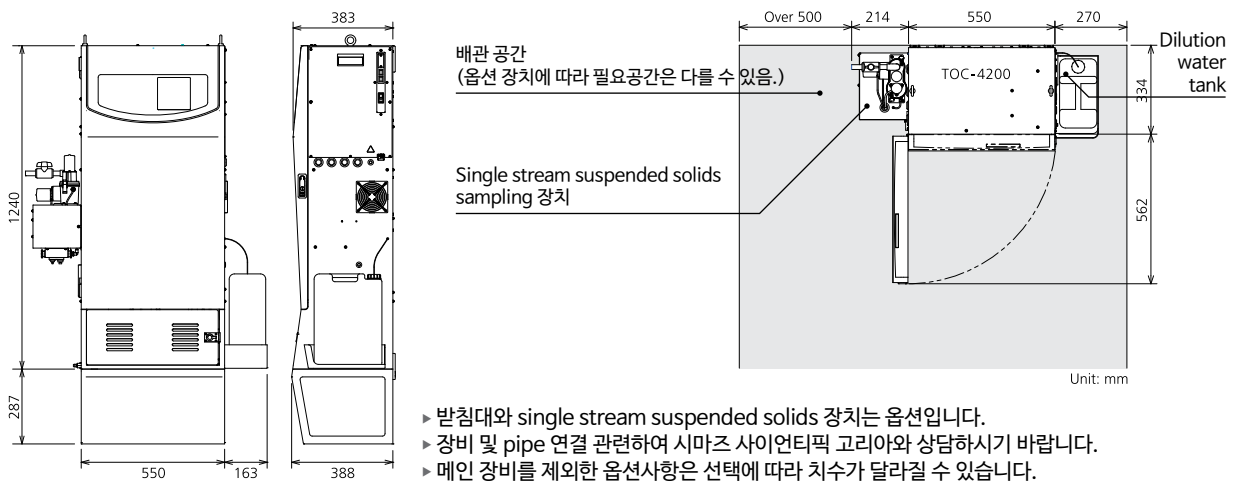 383
1240
287
550
163
388
배관 공간
(옵션 장치에 따라 필요공간은 다를 수 있음.)
Single stream suspended solids
sampling 장치
Over 500
214
550
270
TOC-4200
Dilution
water
tank
334
562
Unit: mm
▸ 받침대와 single stream suspended solids 장치는 옵션입니다.
▸ 장비 및 pipe 연결 관련하여 시마즈 사이언티픽 고리아와 상담하시기 바랍니다.
▸ 메인 장비를 제외한 옵션사항은 선택에 따라 치수가 달라질 수 있습니다.